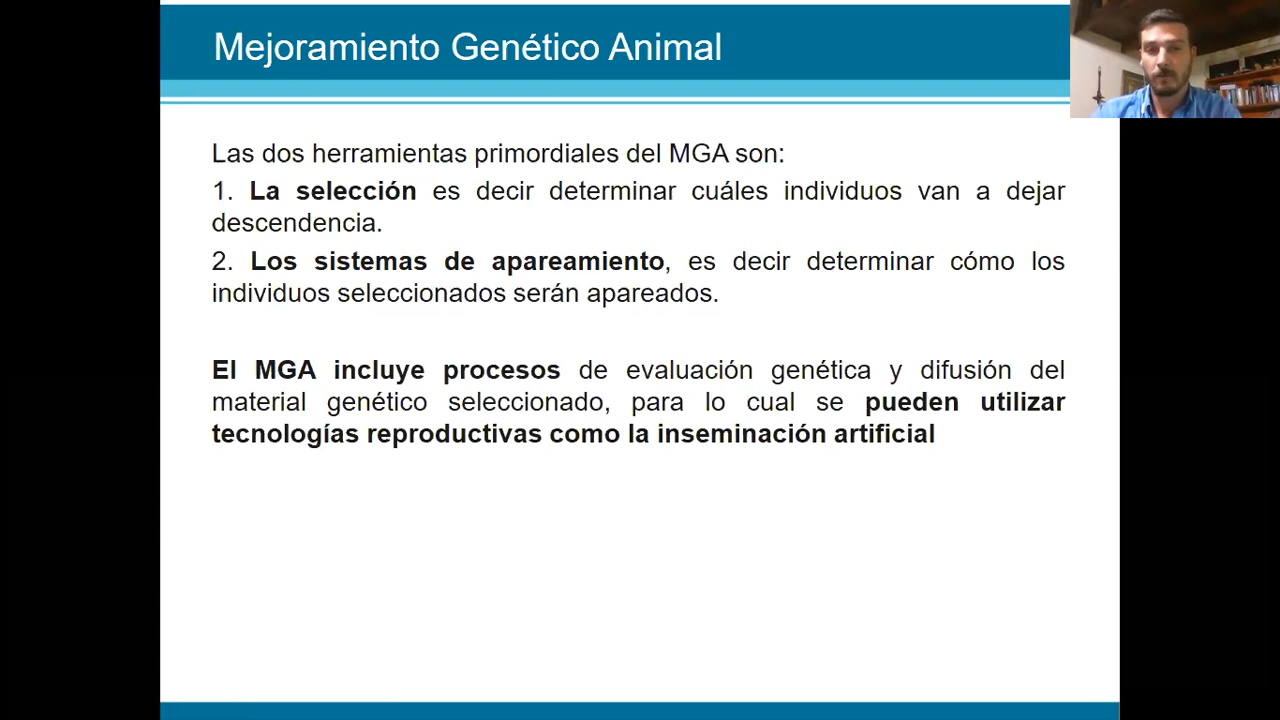 Mejoramiento Genético Animal
Las dos herramientas primordiales del MGA son:
1. La selección es decir determinar cuáles individuos van a dejar
descendencia.
2. Los sistemas de apareamiento, es decir determinar cómo los
individuos seleccionados serán apareados.
El MGA incluye procesos de evaluación genética y difusión del
material genético seleccionado, para lo cual se pueden utilizar
tecnologías reproductivas como la inseminación artificial